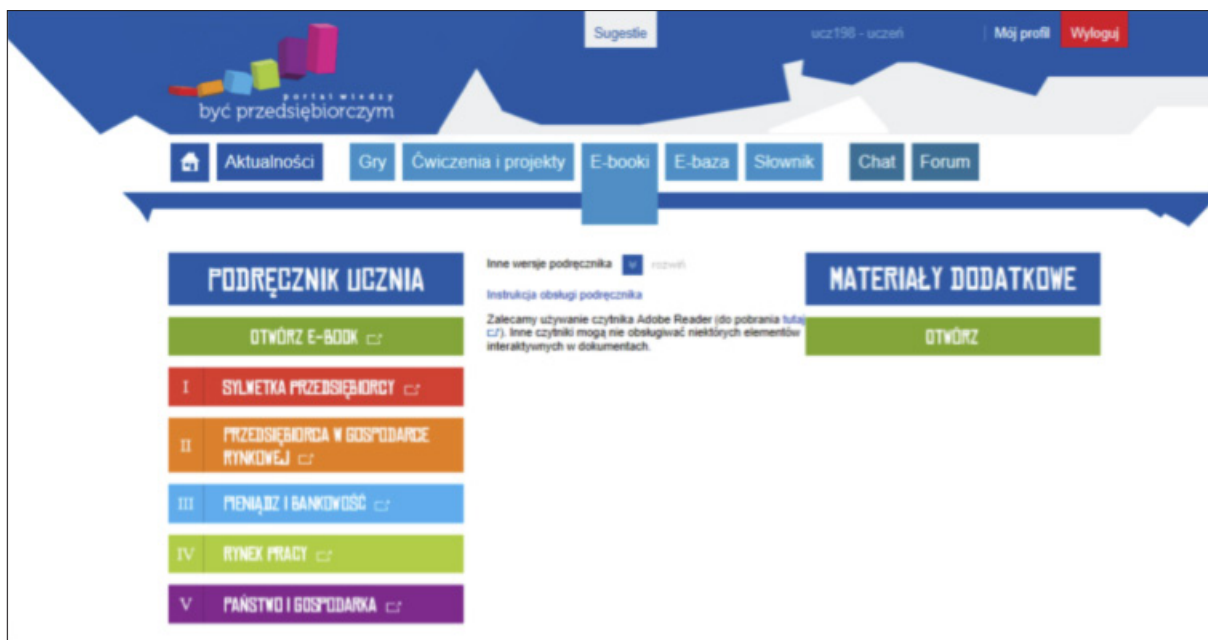 Sugestie
ucz198 - uczeń
Mój profil
Wyloguj
portal wiedzy
być przedsiębiorczym
Aktualności
Gry
Ćwiczenia i projekty
E-booki
E-baza
Słownik
Chat
Forum
PODRĘCZNIK UCZNIA
OTWÓRZ E-BOOK
I SYLWETKA PRZEDSIĘBIORCY
II PRZEDSIĘBIORCA W GOSPODARCE
RYNKOWEJ
III PIENIĄDZ I BANKOWOŚĆ
IV RYNEK PRACY
V PAŃSTWO I GOSPODARKA
Inne wersje podręcznika rozwiń
Instrukcja obsługi podręcznika
Zalecamy używanie czytnika Adobe Reader (do pobrania tutaj
). Inne czytniki mogą nie obsługiwać niektórych elementów
interaktywnych w dokumentach.
MATERIAŁY DODATKOWE
OTWÓRZ